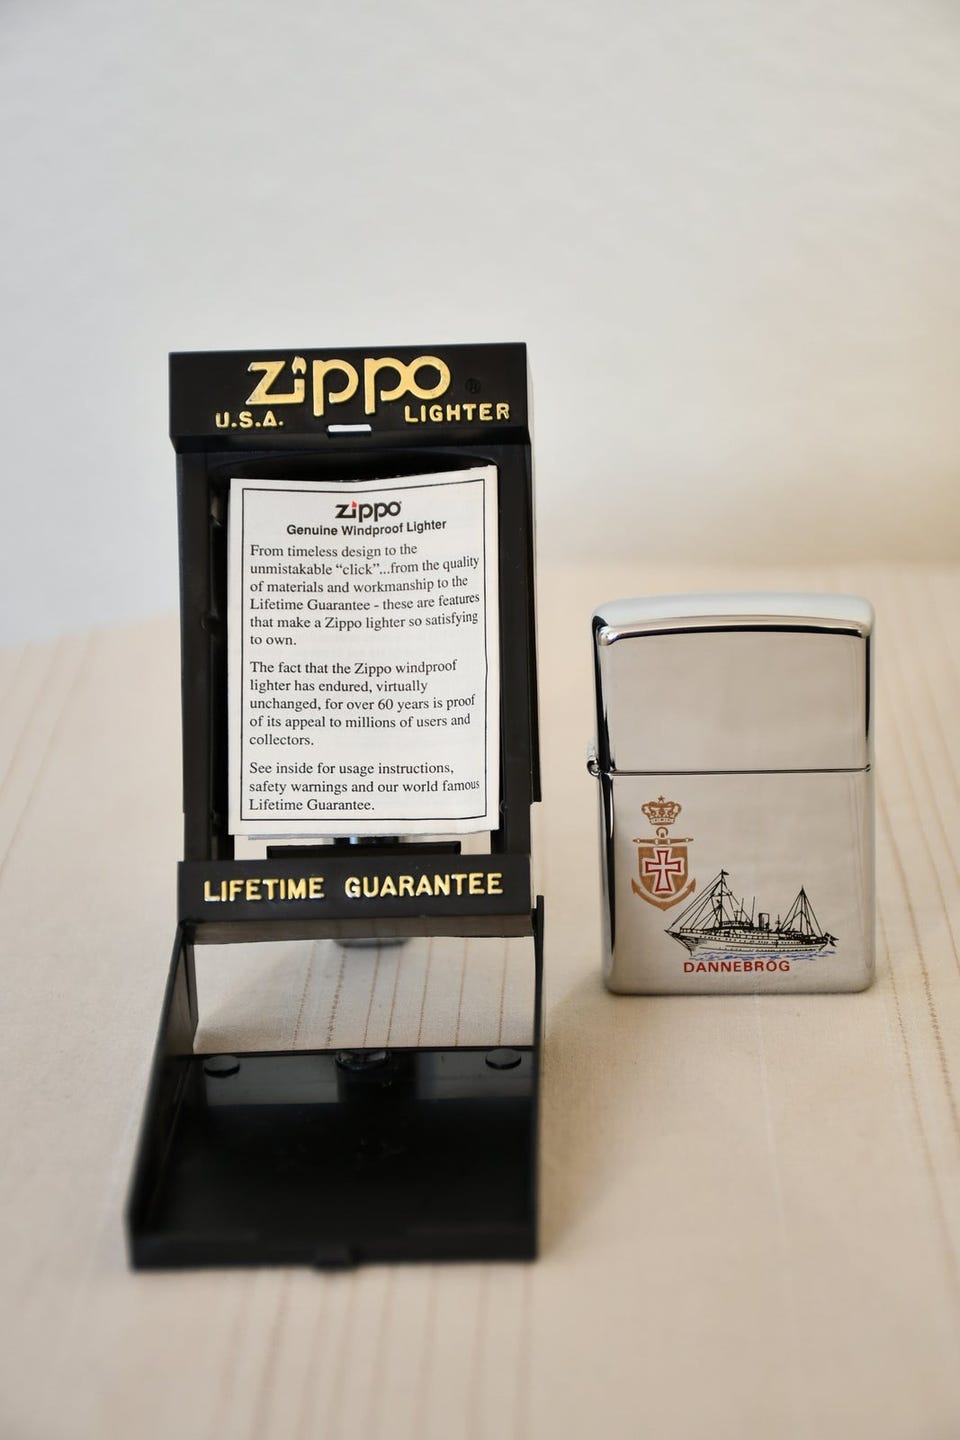 Zippo ®
U.S.A. LIGHTER
Zippo®
Genuine Windproof Lighter
From timeless design to the
unmistakable “click”...from the quality
of materials and workmanship to the
Lifetime Guarantee - these are features
that make a Zippo lighter so satisfying
to own.
The fact that the Zippo windproof
lighter has endured, virtually
unchanged, for over 60 years is proof
of its appeal to millions of users and
collectors.
See inside for usage instructions,
safety warnings and our world famous
Lifetime Guarantee.
LIFETIME GUARANTEE
DANNEBROG